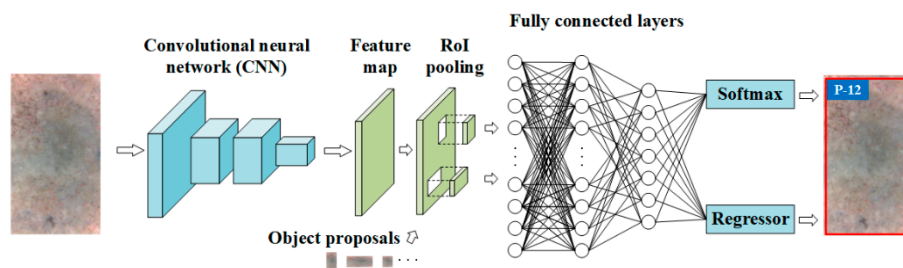 Fully connected layers
Convolutional neural
network (CNN)
Feature
map
RoI
pooling
Softmax
P-12
Regressor
Object proposals